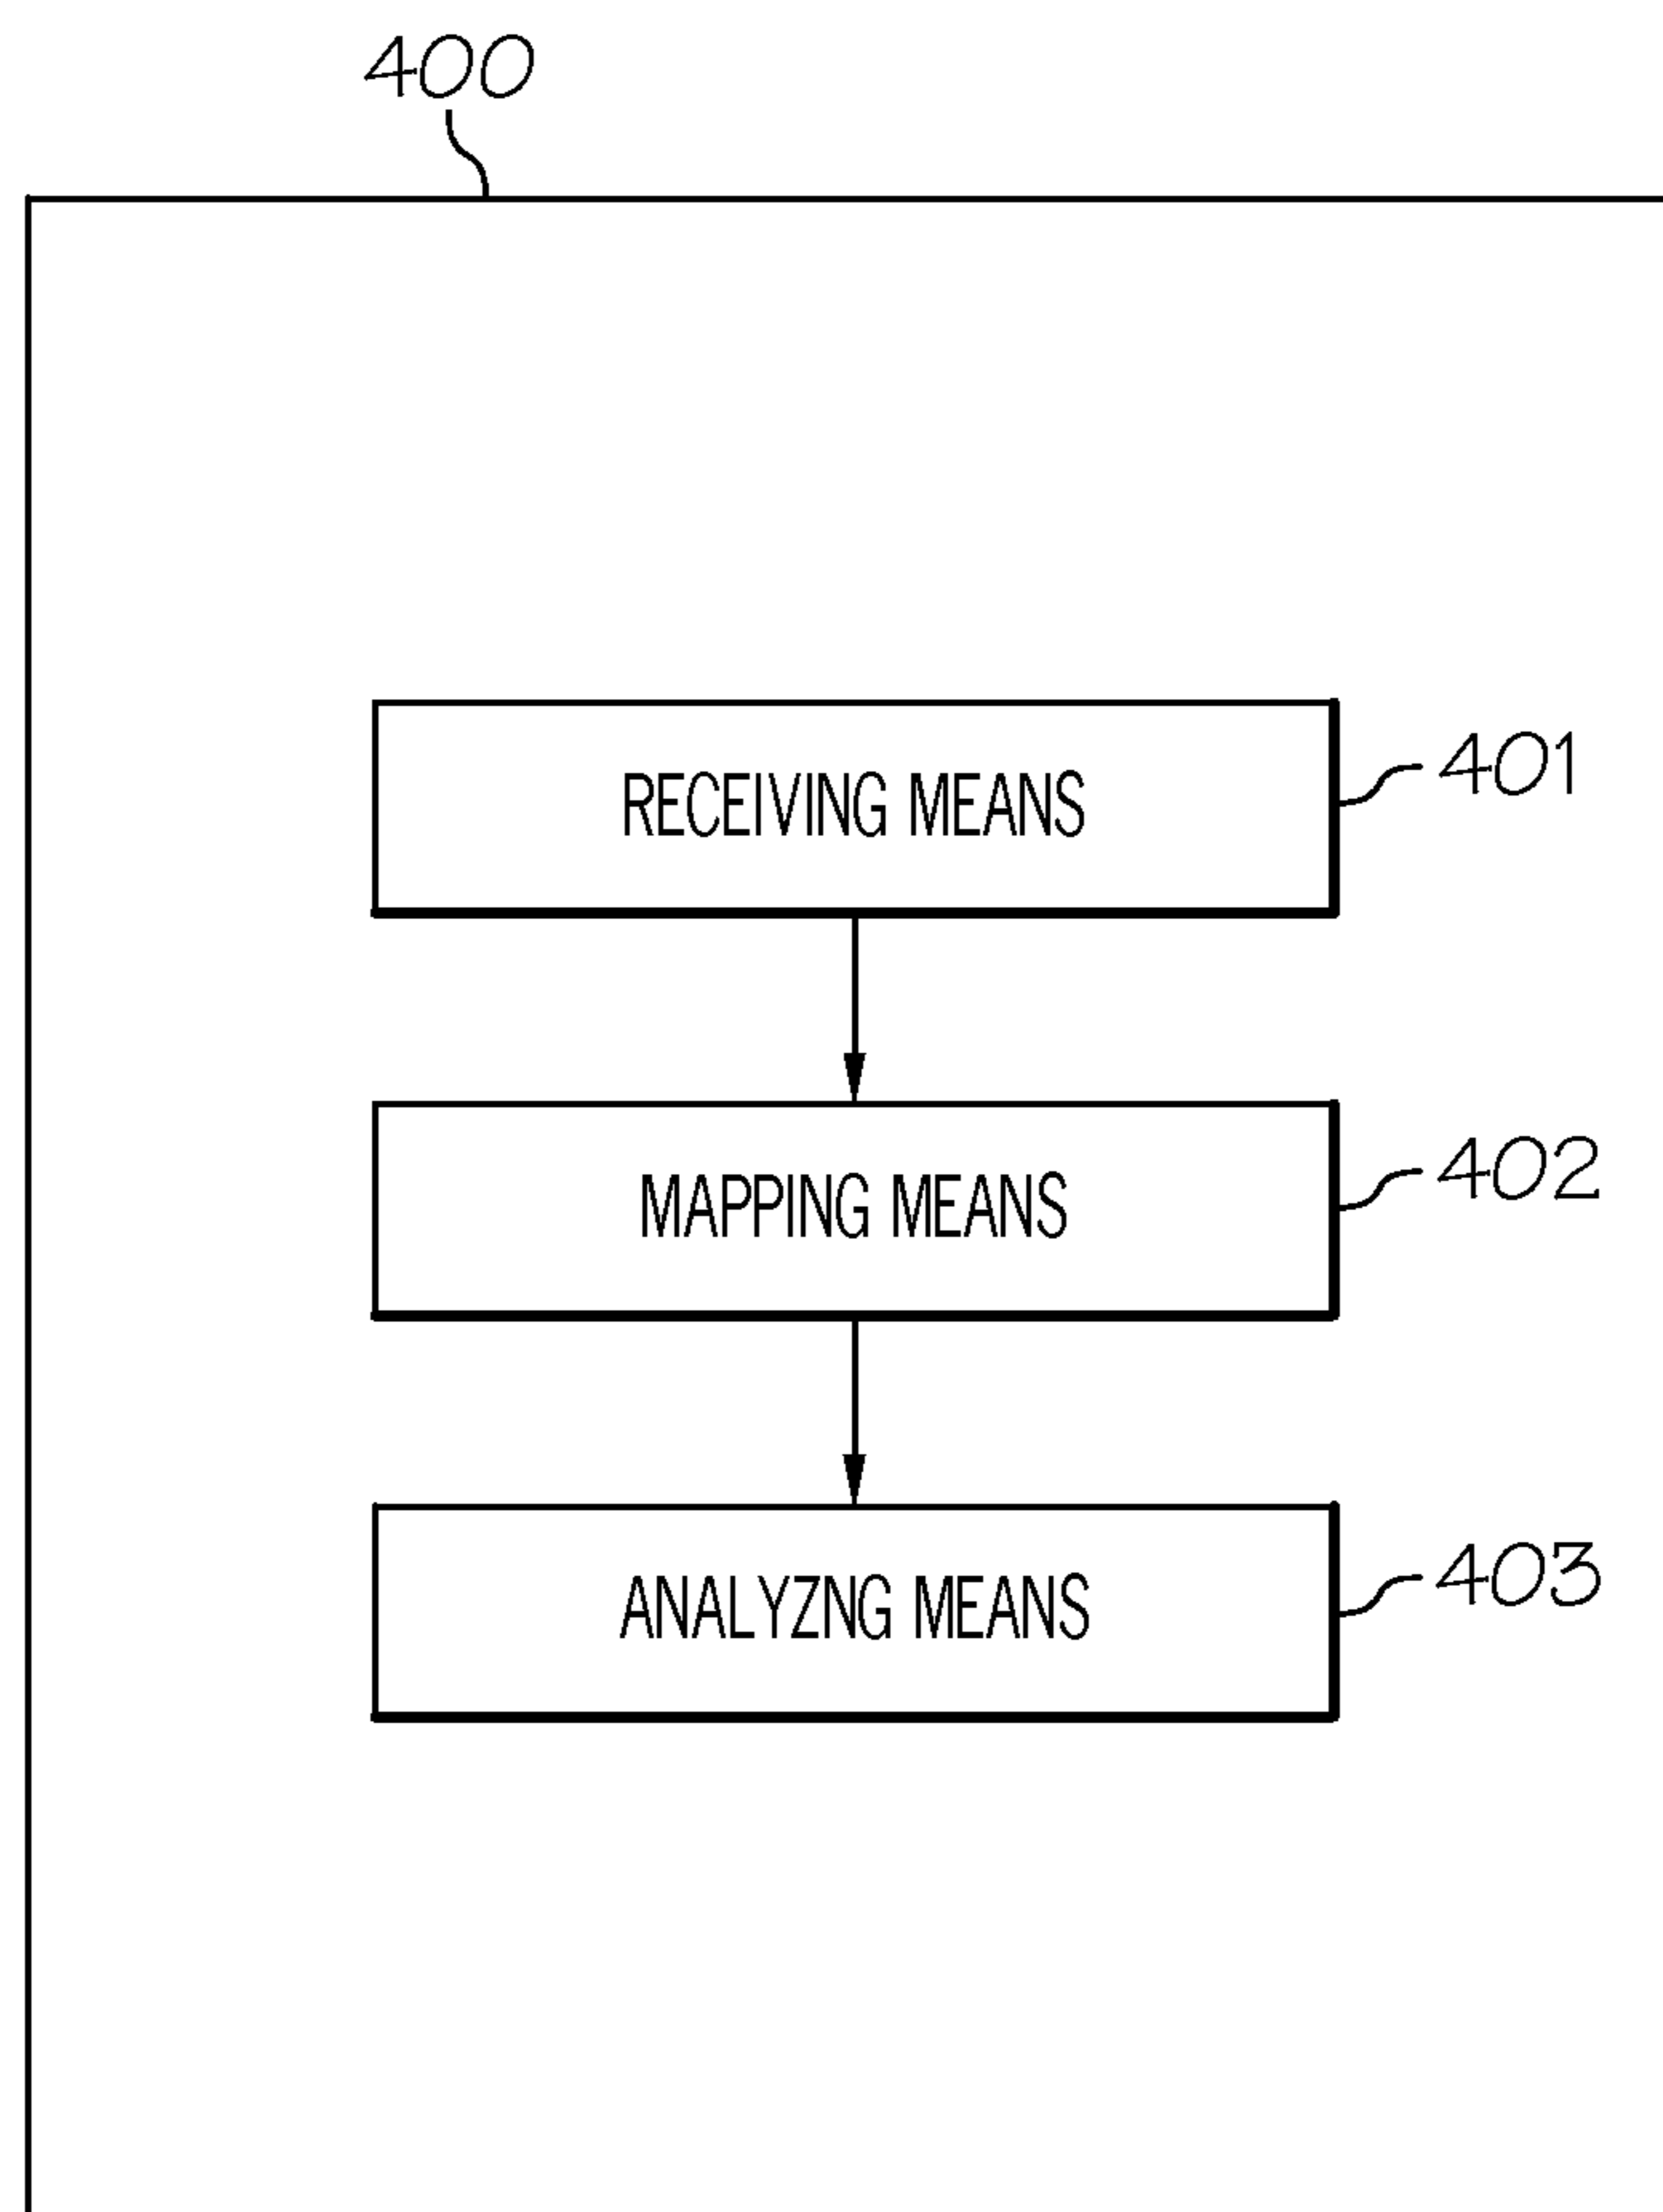 400
RECEIVING MEANS
401
MAPPING MEANS
402
ANALYZNG MEANS
403